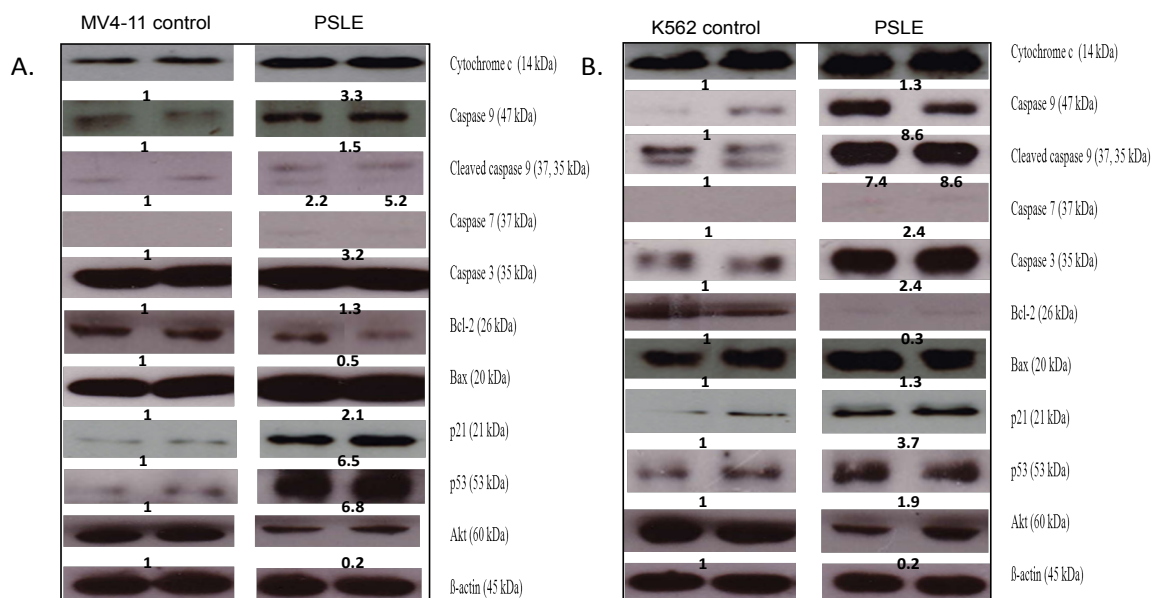 MV4-11 control PSLE
A.
Cytochrome c (14 kDa)
1 3.3
Caspase 9 (47 kDa)
1 1.5
Cleaved caspase 9 (37, 35 kDa)
1 2.2 5.2
Caspase 7 (37 kDa)
1 3.2
Caspase 3 (35 kDa)
1 1.3
Bcl-2 (26 kDa)
1 0.5
Bax (20 kDa)
1 2.1
p21 (21 kDa)
1 6.5
p53 (53 kDa)
1 6.8
Akt (60 kDa)
1 0.2
ß-actin (45 kDa)
K562 control PSLE
B.
Cytochrome c (14 kDa)
1 1.3
Caspase 9 (47 kDa)
1 8.6
Cleaved caspase 9 (37, 35 kDa)
1 7.4 8.6
Caspase 7 (37 kDa)
1 2.4
Caspase 3 (35 kDa)
1 2.4
Bcl-2 (26 kDa)
1 0.3
Bax (20 kDa)
1 1.3
p21 (21 kDa)
1 3.7
p53 (53 kDa)
1 1.9
Akt (60 kDa)
1 0.2
ß-actin (45 kDa)